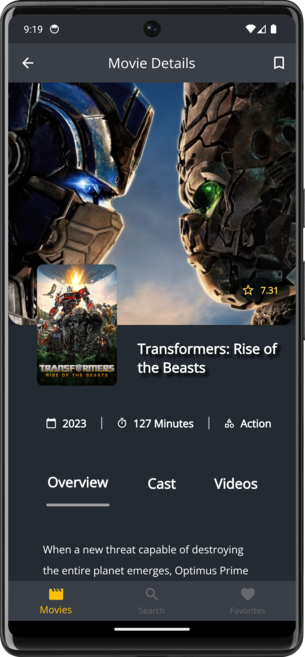 9:19
Movie Details
7.31
TRANSFORMERS
RISE OF THE BEASTS
Transformers: Rise of
the Beasts
2023
127 Minutes
Action
Overview
Cast
Videos
When a new threat capable of destroying
the entire planet emerges, Optimus Prime
Movies
Search
Favorites